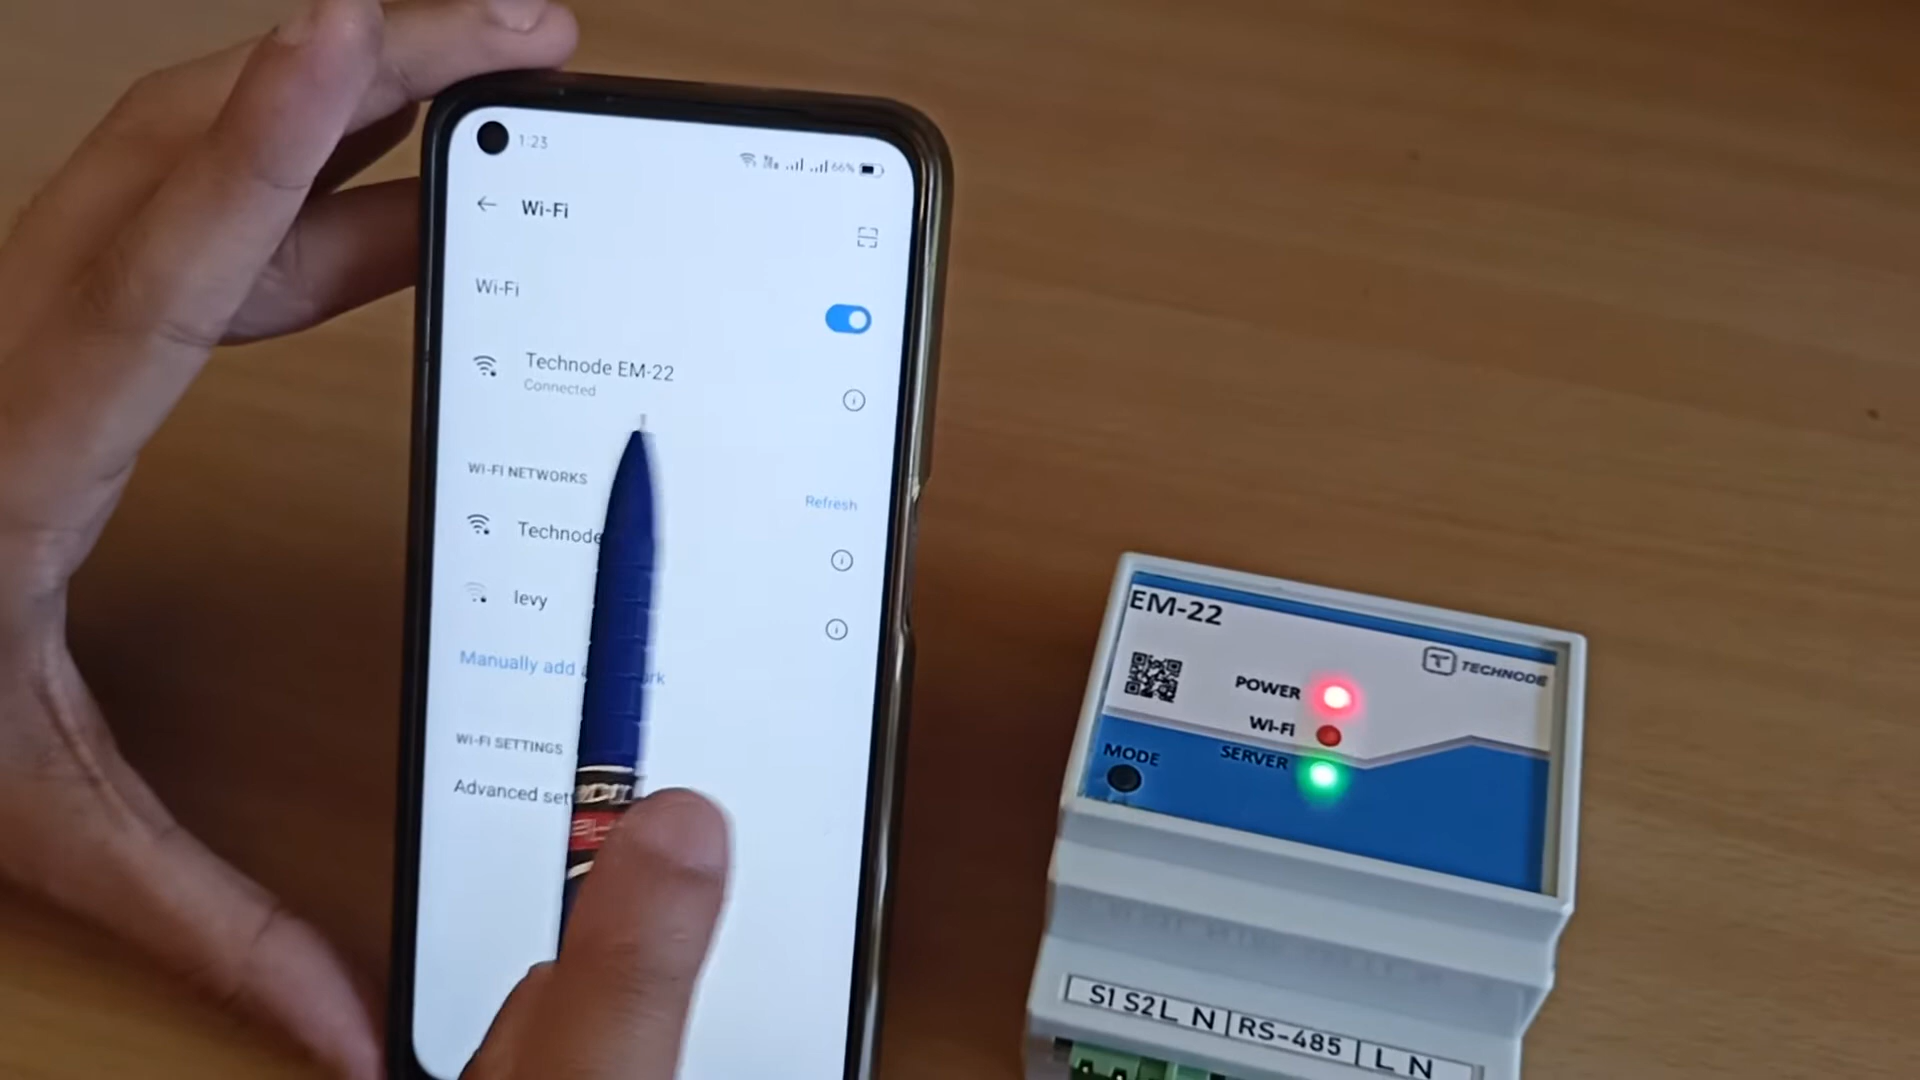 1:23
66%
Wi-Fi
Wi-Fi
Technode EM-22
Connected
WI-FI NETWORKS
Refresh
Technode
levy
Manually add
WI-FI SETTINGS
Advanced
EM-22
TECHNODE
POWER
WI-FI
SERVER
MODE
S1 S2 L N RS-485 L N